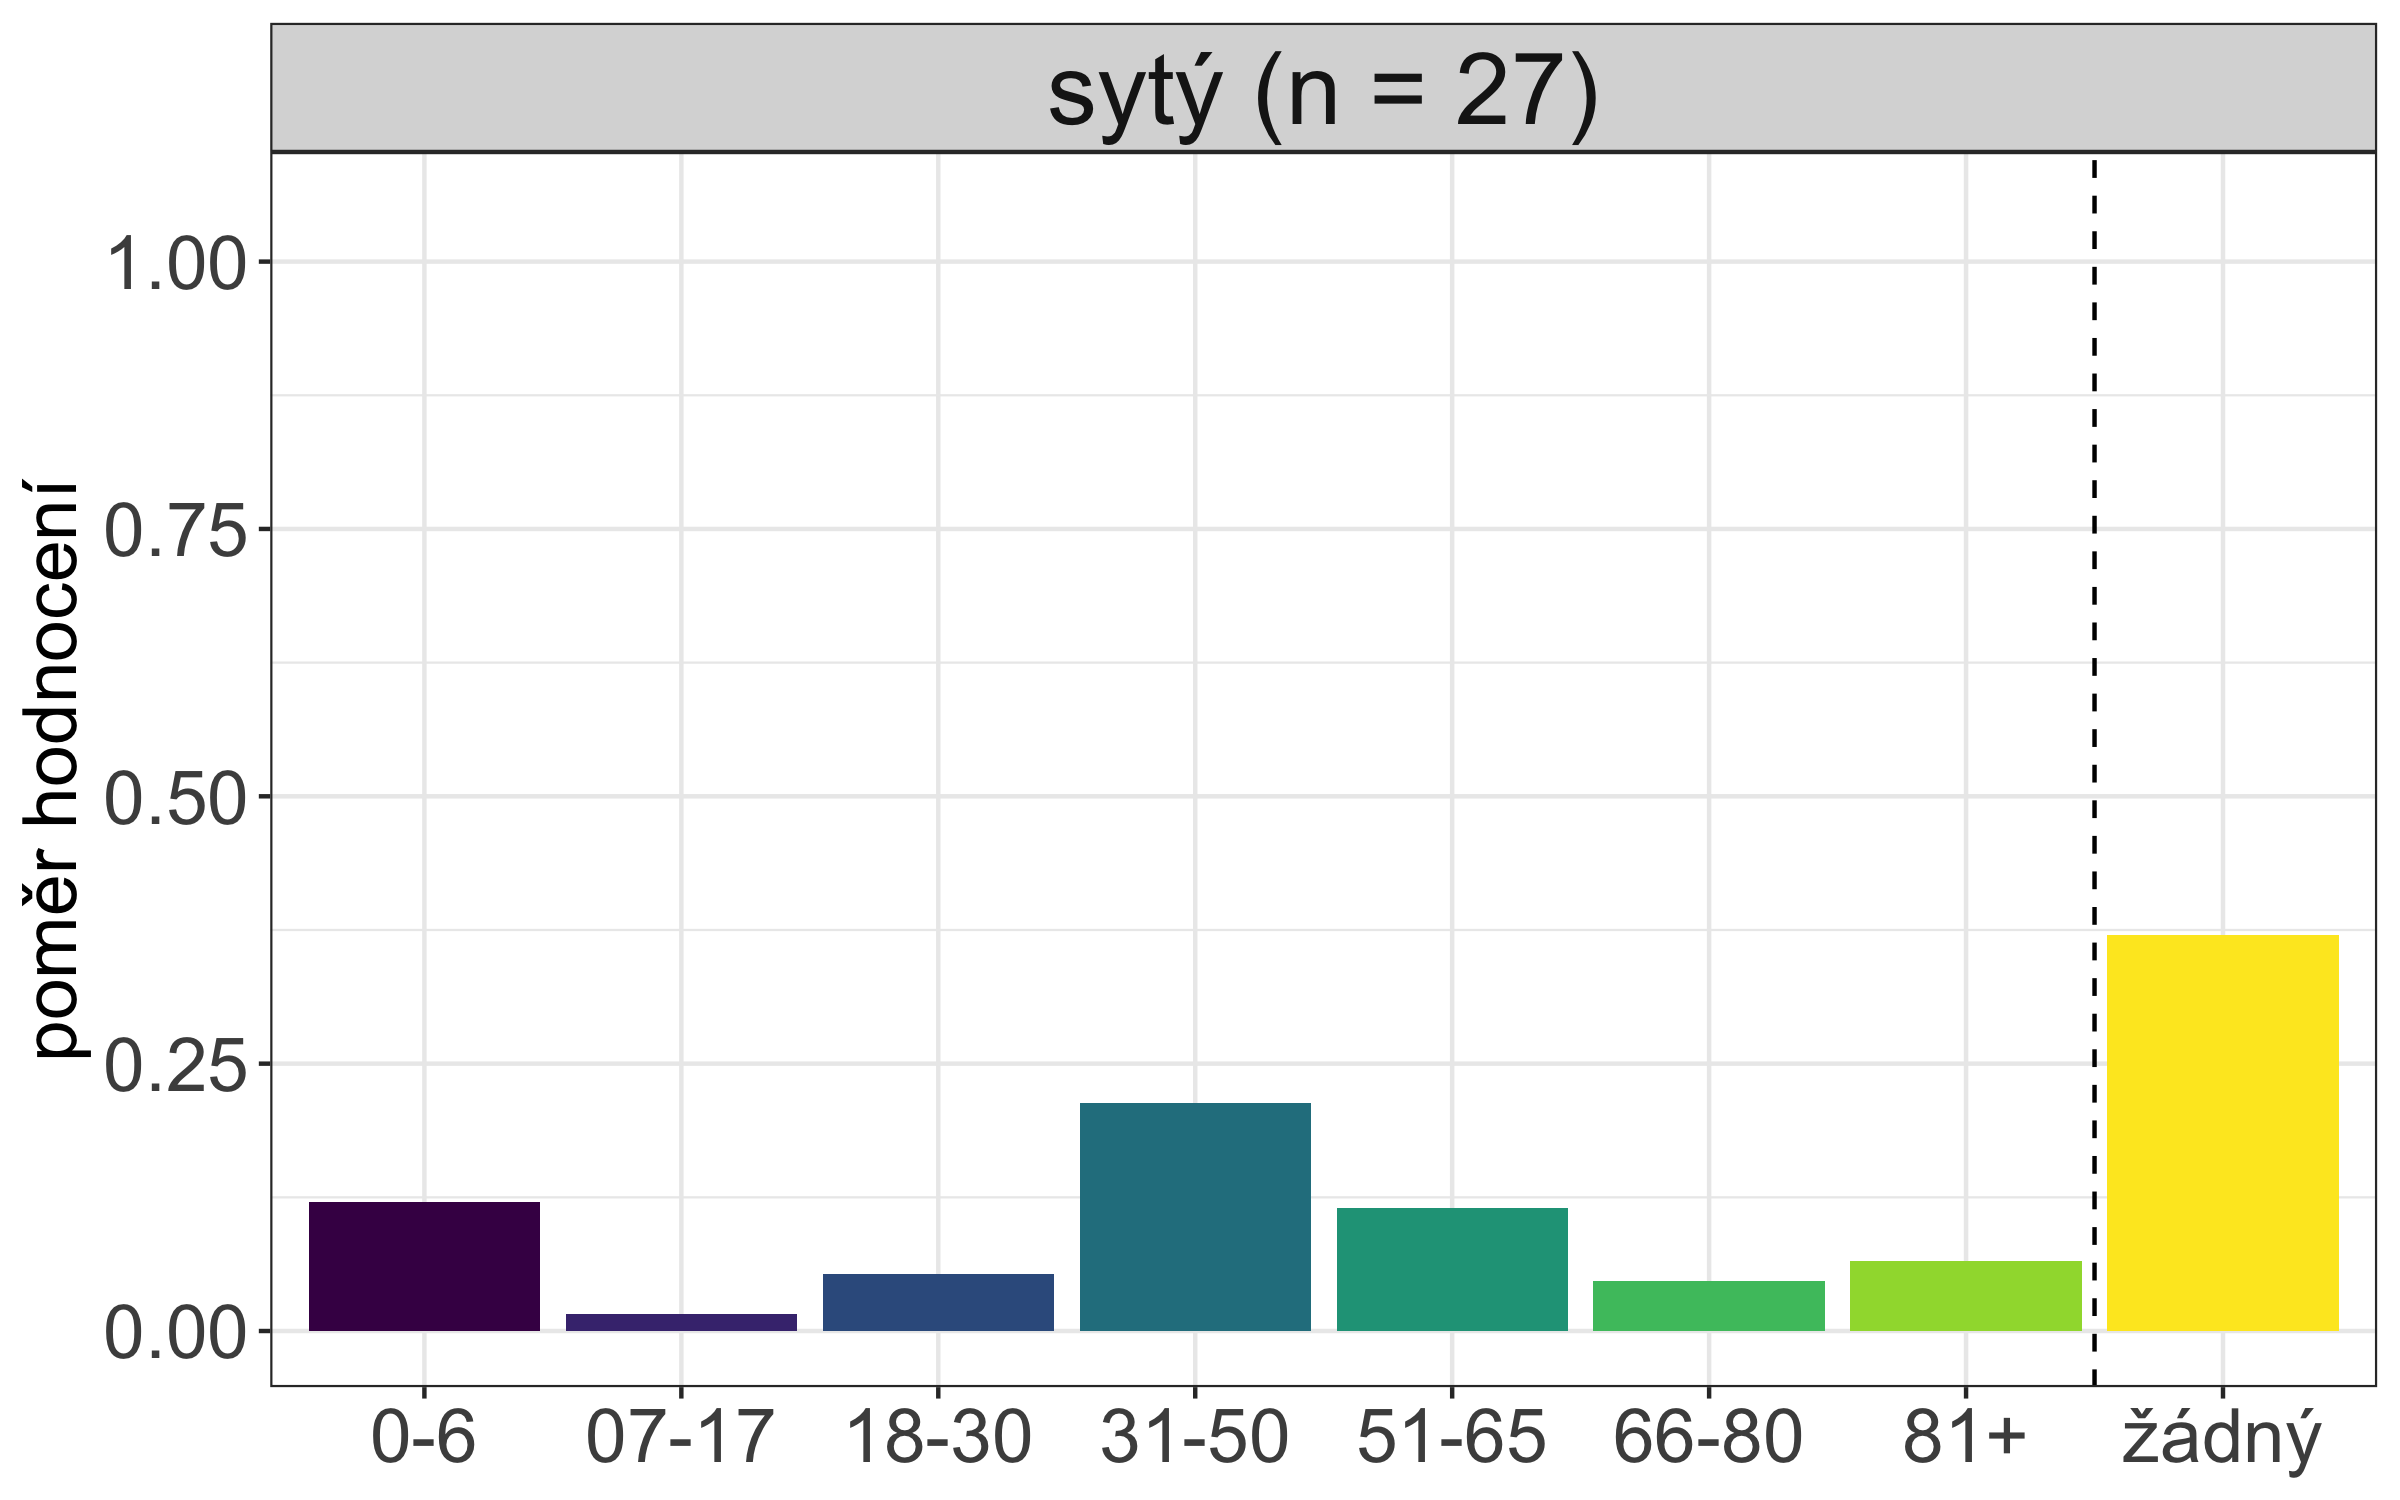 sytý (n = 27)
poměr hodnocení
1.00
0.75
0.50
0.25
0.00
0-6 07-17 18-30 31-50 51-65 66-80 81+ žádný